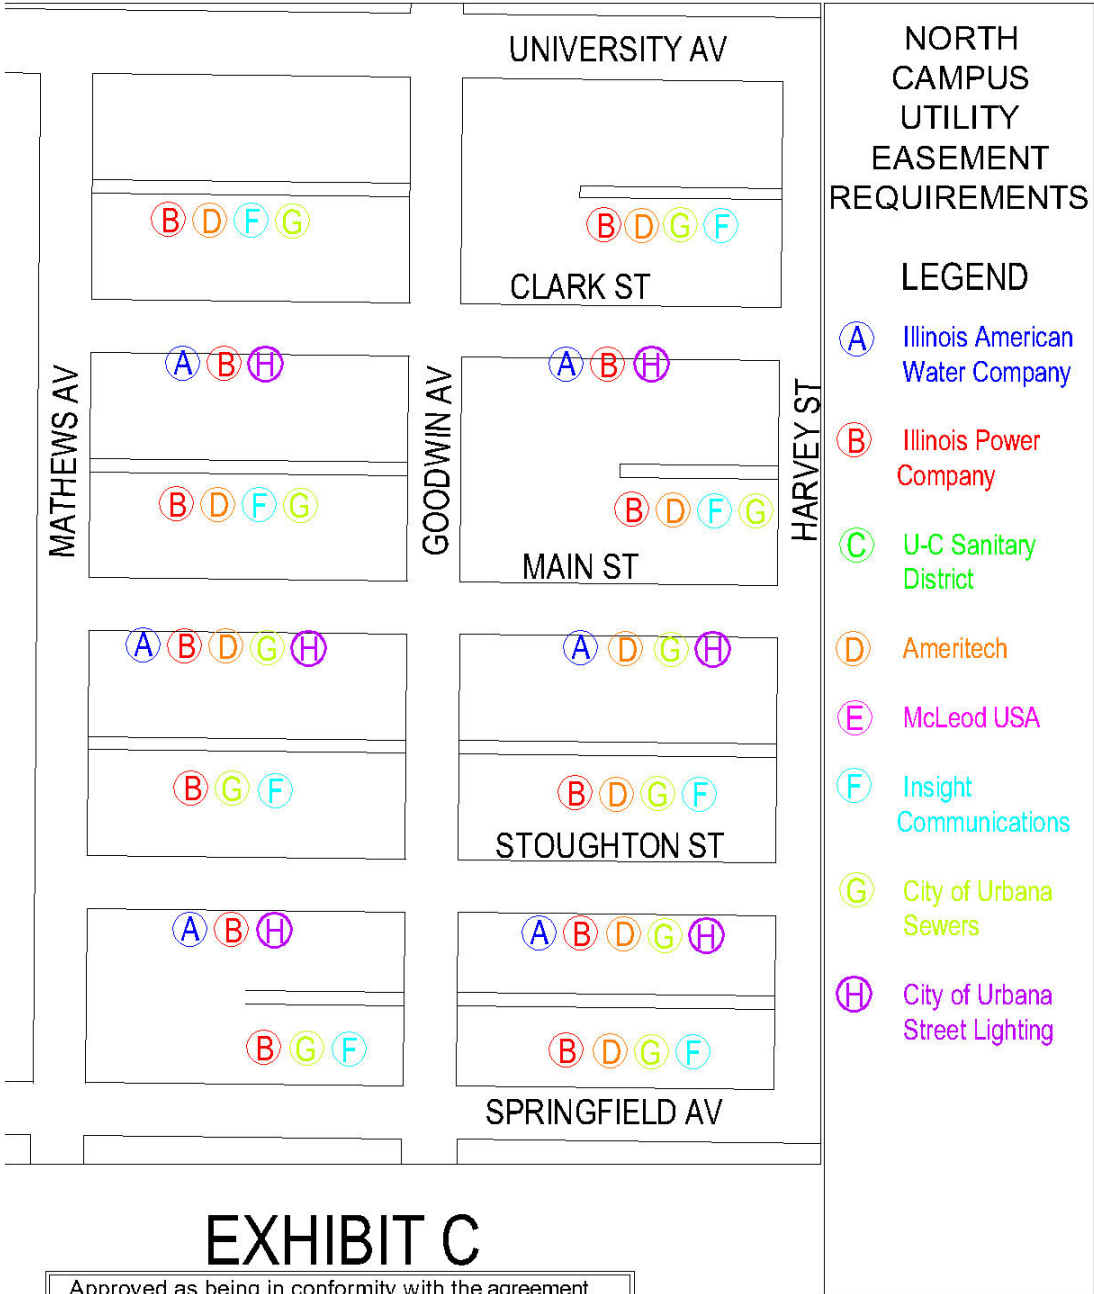 UNIVERSITY AV
B D F G
B D G F
CLARK ST
A B H
A B H
MATHEWS AV
GOODWIN AV
HARVEY ST
B D F G
B D F G
MAIN ST
A B D G H
A D G H
B G F
B D G F
STOUGHTON ST
A B H
A B D G H
B G F
B D G F
SPRINGFIELD AV
EXHIBIT C
Approved as being in conformity with the agreement
NORTH
CAMPUS
UTILITY
EASEMENT
REQUIREMENTS
LEGEND
A Illinois American
Water Company
B Illinois Power
Company
C U-C Sanitary
District
D Ameritech
E McLeod USA
F Insight
Communications
G City of Urbana
Sewers
H City of Urbana
Street Lighting